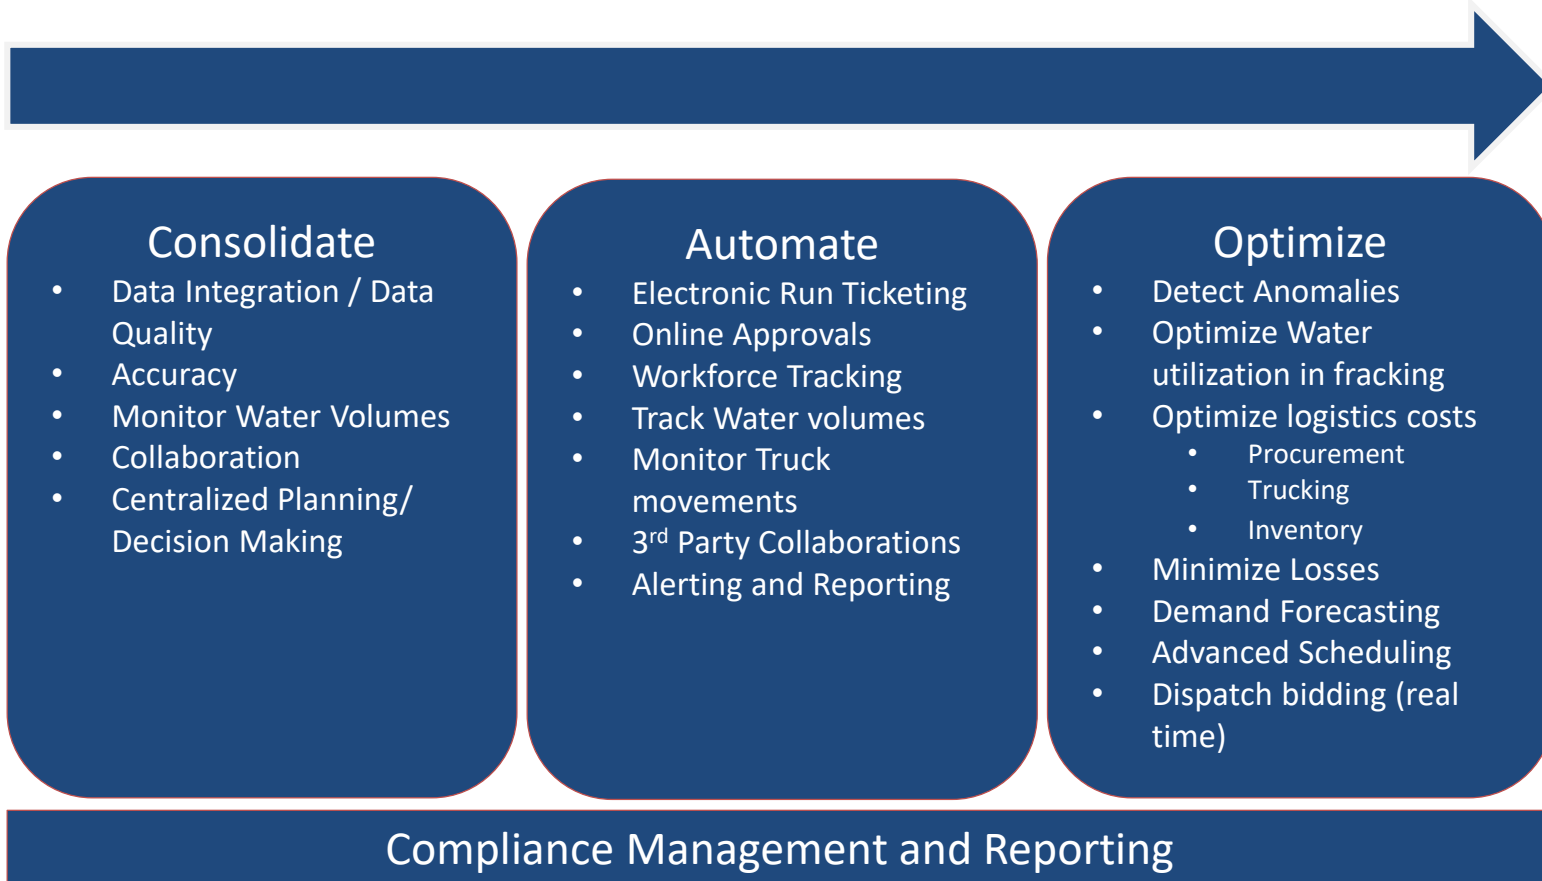 Consolidate
• Data Integration / Data
Quality
• Accuracy
• Monitor Water Volumes
• Collaboration
• Centralized Planning/
Decision Making
Automate
• Electronic Run Ticketing
• Online Approvals
• Workforce Tracking
• Track Water volumes
• Monitor Truck
movements
• 3rd Party Collaborations
• Alerting and Reporting
Optimize
• Detect Anomalies
• Optimize Water
utilization in fracking
• Optimize logistics costs
• Procurement
• Trucking
• Inventory
• Minimize Losses
• Demand Forecasting
• Advanced Scheduling
• Dispatch bidding (real
time)
Compliance Management and Reporting